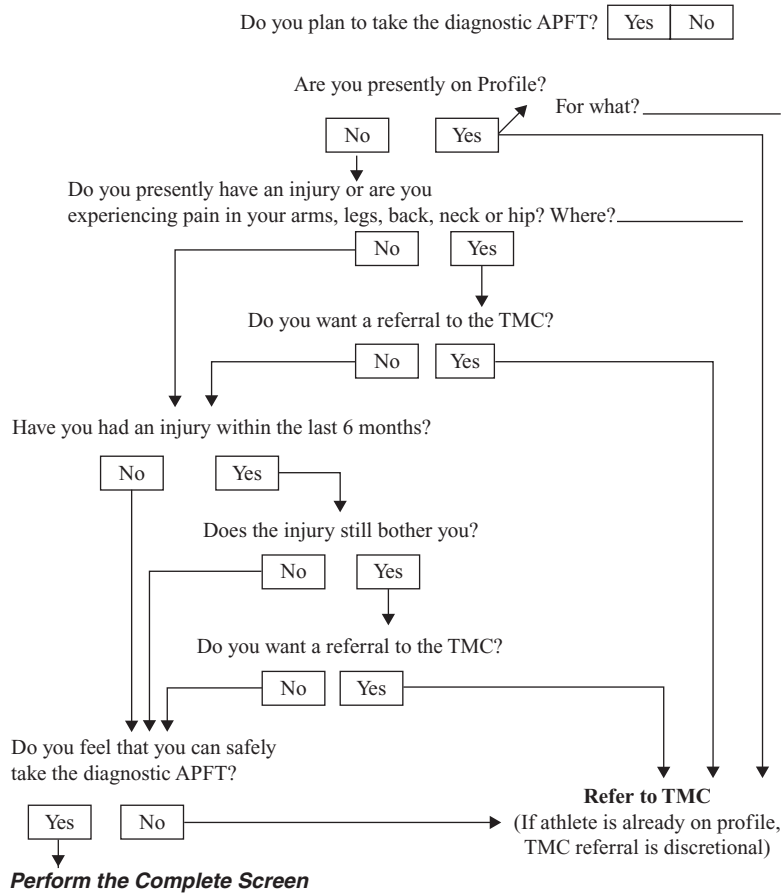 Do you plan to take the diagnostic APFT? Yes No
Are you presently on Profile?
For what?
No Yes
Do you presently have an injury or are you
experiencing pain in your arms, legs, back, neck or hip? Where?
No Yes
Do you want a referral to the TMC?
No Yes
Have you had an injury within the last 6 months?
No Yes
Does the injury still bother you?
No Yes
Do you want a referral to the TMC?
No Yes
Do you feel that you can safely
take the diagnostic APFT?
Yes No
Refer to TMC
(If athlete is already on profile,
TMC referral is discretional)
Perform the Complete Screen